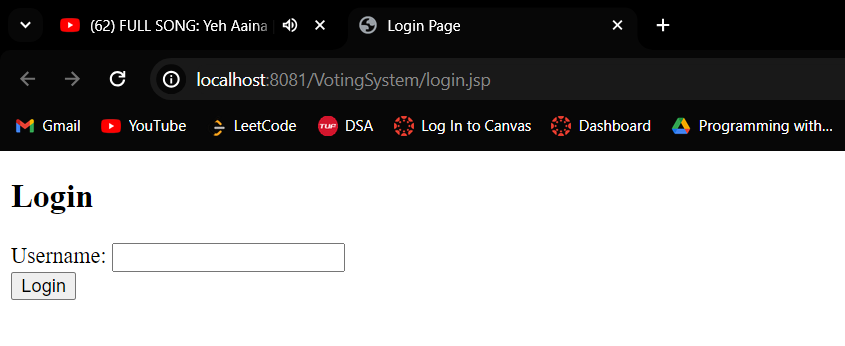 (62) FULL SONG: Yeh Aaina
Login Page
localhost:8081/VotingSystem/login.jsp
Gmail YouTube LeetCode TUF DSA Log In to Canvas Dashboard Programming with...
Login
Username:
Login